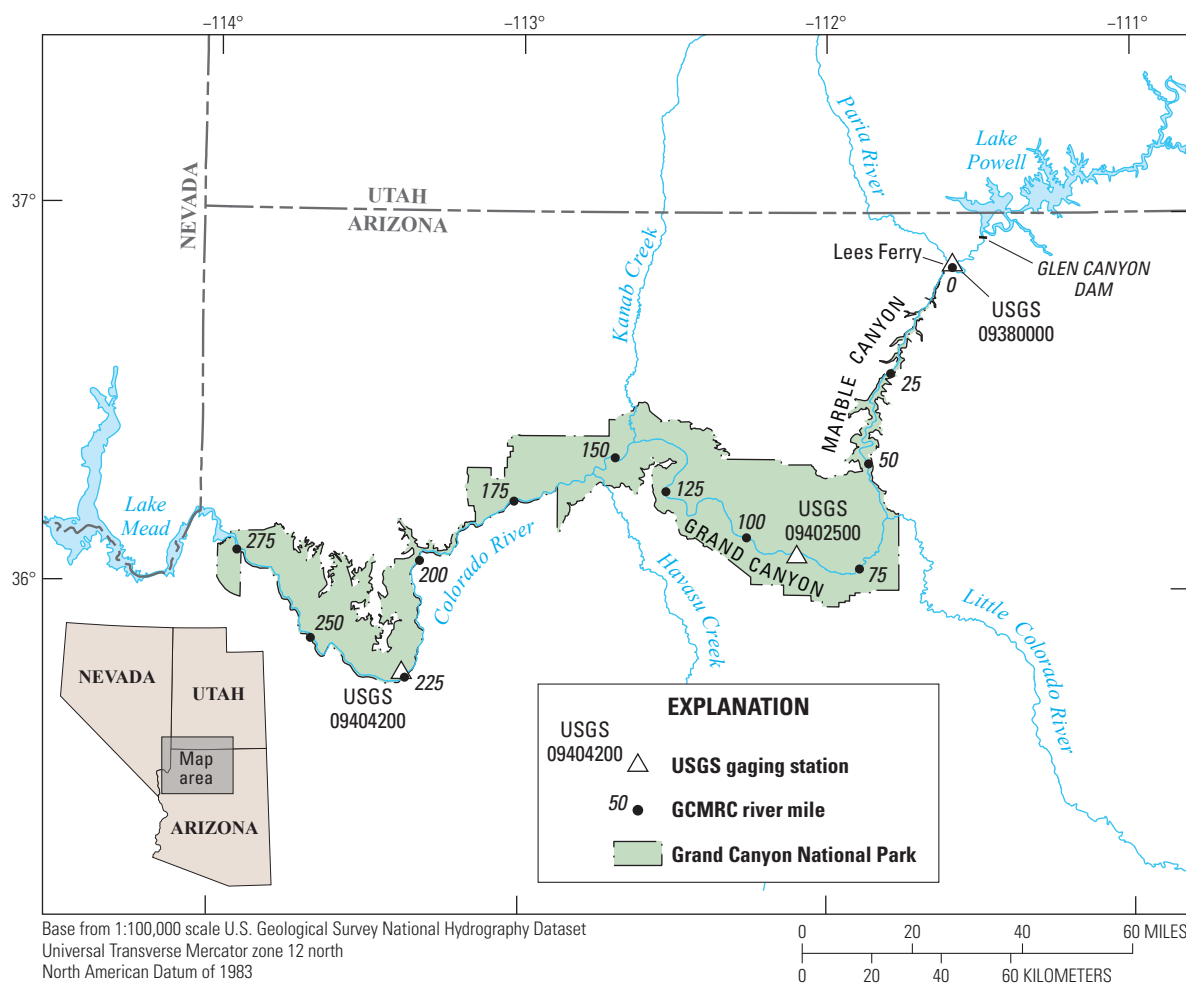 −114°
−113°
−112°
−111°
37°
36°
NEVADA
UTAH
ARIZONA
Kanab Creek
Paria River
Lake
Powell
Lees Ferry
0
GLEN CANYON
DAM
USGS
09380000
MARBLE CANYON
25
50
150
175
125
100
USGS
09402500
GRAND CANYON
75
Lake
Mead
275
200
Colorado River
Havasu Creek
Little Colorado River
250
225
USGS
09404200
NEVADA
UTAH
Map
area
ARIZONA
EXPLANATION
USGS
09404200
USGS gaging station
50
GCMRC river mile
Grand Canyon National Park
Base from 1:100,000 scale U.S. Geological Survey National Hydrography Dataset
Universal Transverse Mercator zone 12 north
North American Datum of 1983
0 20 40 60 MILES
0 20 40 60 KILOMETERS